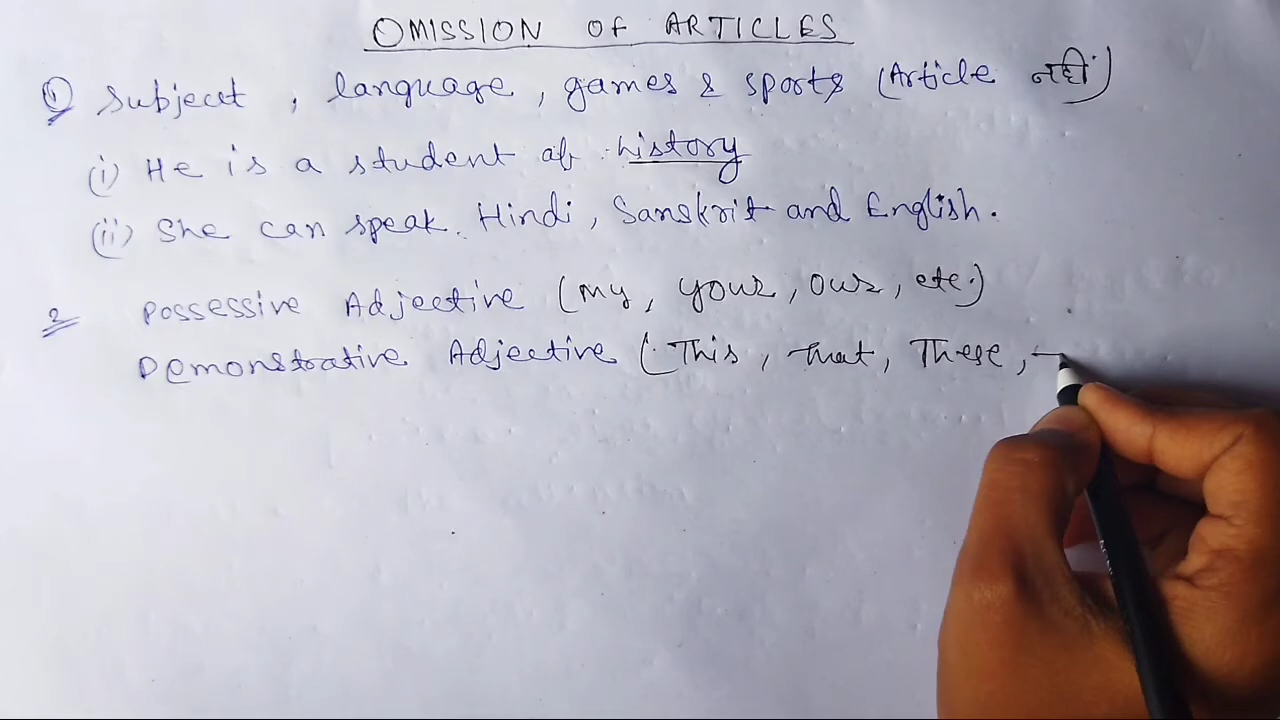 OMISSION OF ARTICLES
① Subject, language, games & sports (Article नहीं)
(i) He is a student of history
(ii) She can speak Hindi, Sanskrit and English.
2 Possessive Adjective (My, your, our, etc.)
Demonstrative Adjective (This, that, These,